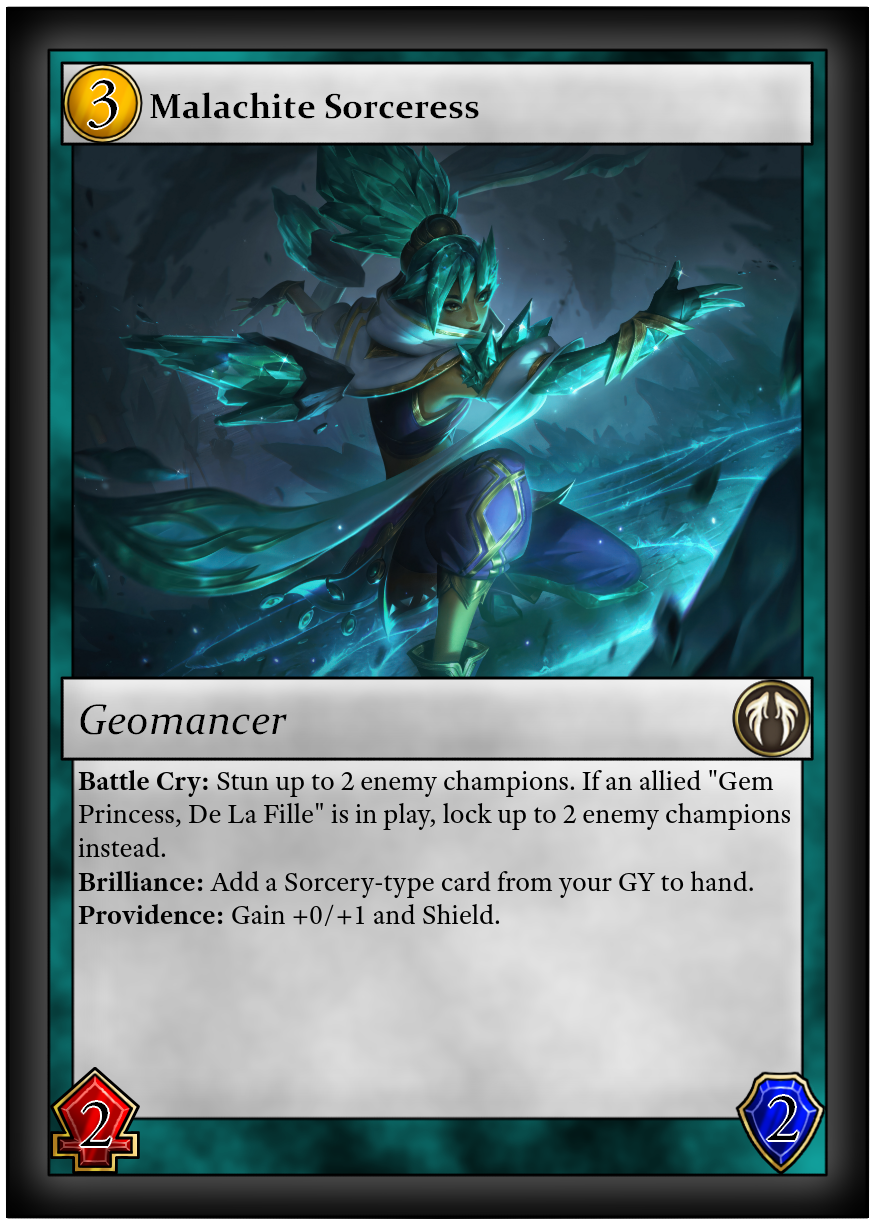 3 Malachite Sorceress
Geomancer
Battle Cry: Stun up to 2 enemy champions. If an allied "Gem
Princess, De La Fille" is in play, lock up to 2 enemy champions
instead.
Brilliance: Add a Sorcery-type card from your GY to hand.
Providence: Gain +0/+1 and Shield.
2 2